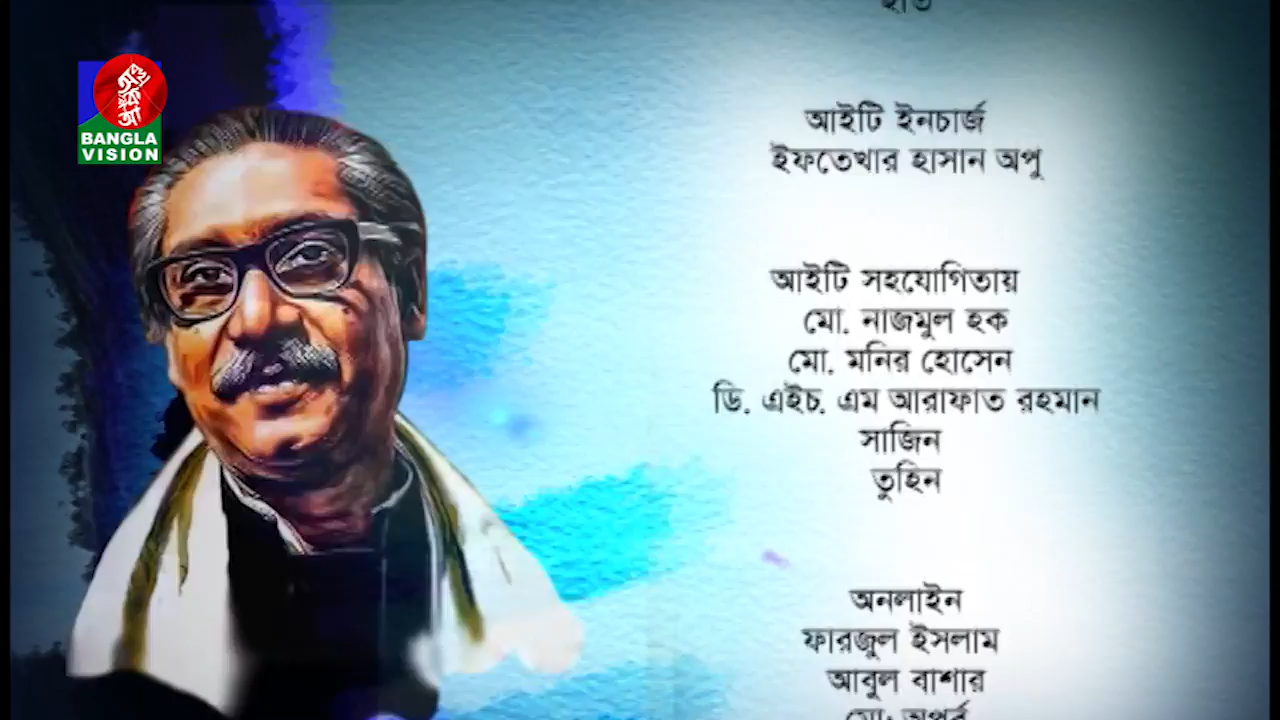 BANGLA
VISION
আইটি ইনচার্জ
ইফতেখার হাসান অপু
আইটি সহযোগিতায়
মো. নাজমুল হক
মো. মনির হোসেন
ডি. এইচ. এম আরাফাত রহমান
সাজিন
তুহিন
অনলাইন
ফারজুল ইসলাম
আবুল বাশার